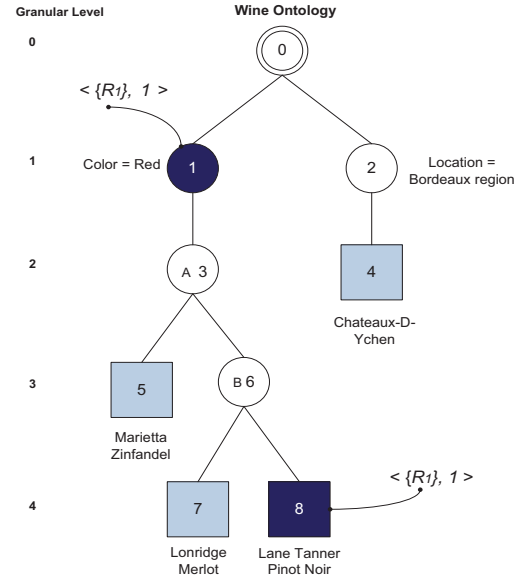 Granular Level
Wine Ontology
0
0
< {R1}, 1 >
1
Color = Red
1
2
Location =
Bordeaux region
2
A 3
4
Chateaux-D-
Ychen
3
5
B 6
Marietta
Zinfandel
< {R1}, 1 >
4
7
8
Lonridge
Merlot
Lane Tanner
Pinot Noir